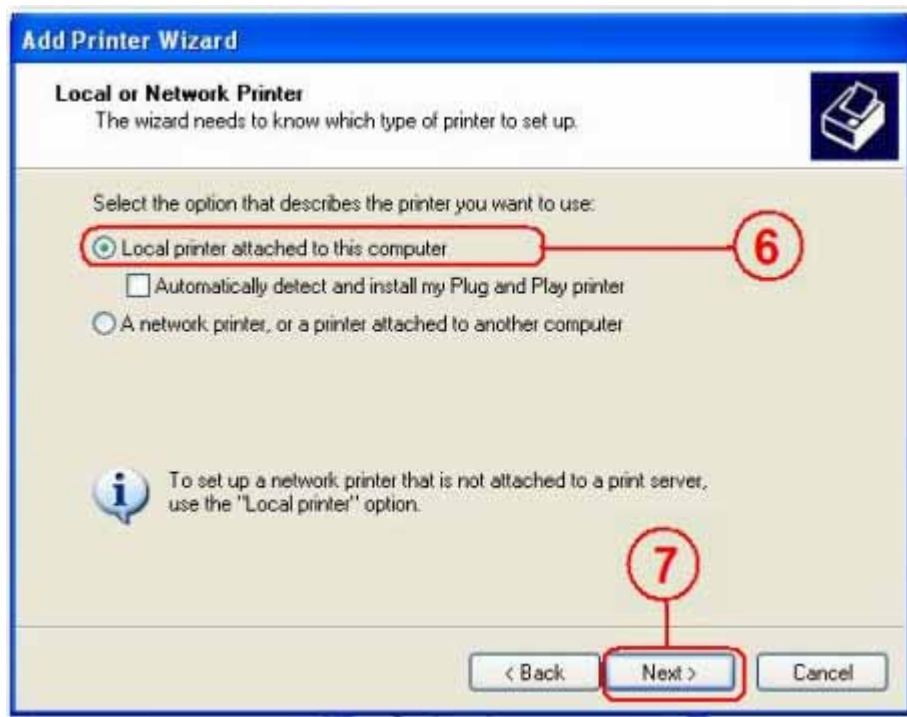 Add Printer Wizard
Local or Network Printer
The wizard needs to know which type of printer to set up.
Select the option that describes the printer you want to use:
Local printer attached to this computer
6
Automatically detect and install my Plug and Play printer
A network printer, or a printer attached to another computer
To set up a network printer that is not attached to a print server,
use the "Local printer" option.
7
< Back Next > Cancel